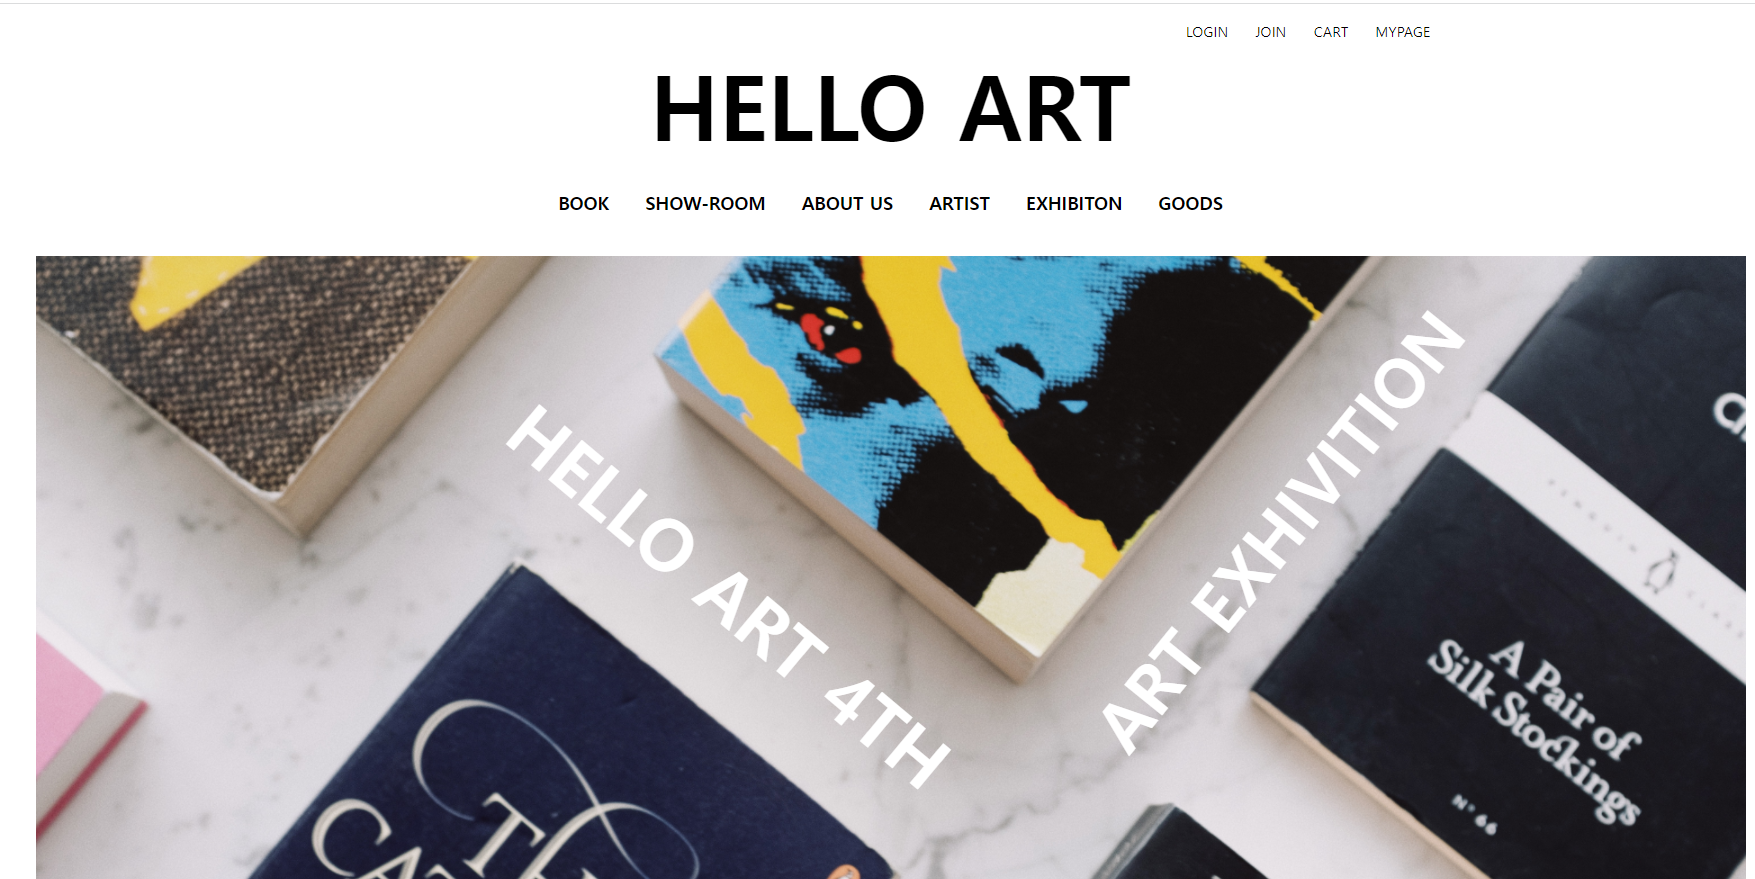 LOGIN JOIN CART MYPAGE
HELLO ART
BOOK SHOW-ROOM ABOUT US ARTIST EXHIBITON GOODS
HELLO ART 4TH
ART EXHIVITION
A Pair of
Silk Stockings
N° 66